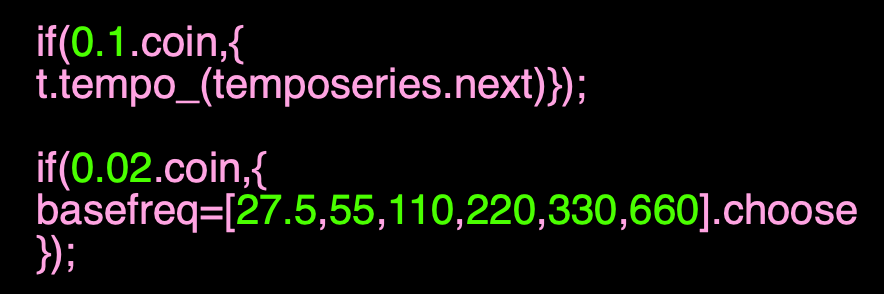 if(0.1.coin,{
t.tempo_(temposeries.next)});
if(0.02.coin,{
basefreq=[27.5,55,110,220,330,660].choose
});